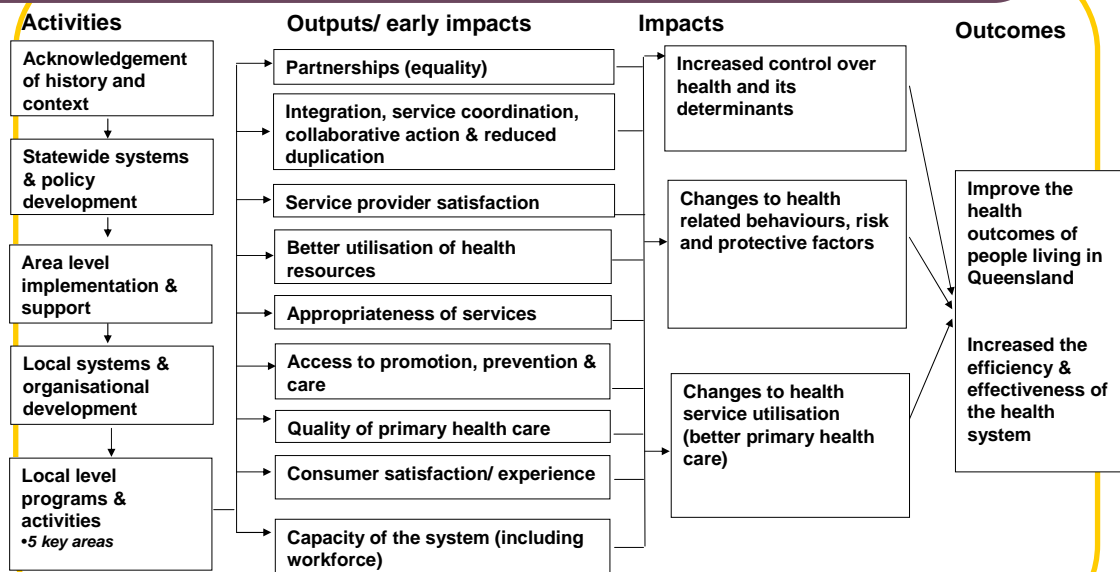 Activities
Acknowledgement
of history and
context
Statewide systems
& policy
development
Area level
implementation &
support
Local systems &
organisational
development
Local level
programs &
activities
•5 key areas
Outputs/ early impacts
Partnerships (equality)
Integration, service coordination,
collaborative action & reduced
duplication
Service provider satisfaction
Better utilisation of health
resources
Appropriateness of services
Access to promotion, prevention &
care
Quality of primary health care
Consumer satisfaction/ experience
Capacity of the system (including
workforce)
Impacts
Increased control over
health and its
determinants
Changes to health
related behaviours, risk
and protective factors
Changes to health
service utilisation
(better primary health
care)
Outcomes
Improve the
health
outcomes of
people living in
Queensland
Increased the
efficiency &
effectiveness of
the health
system